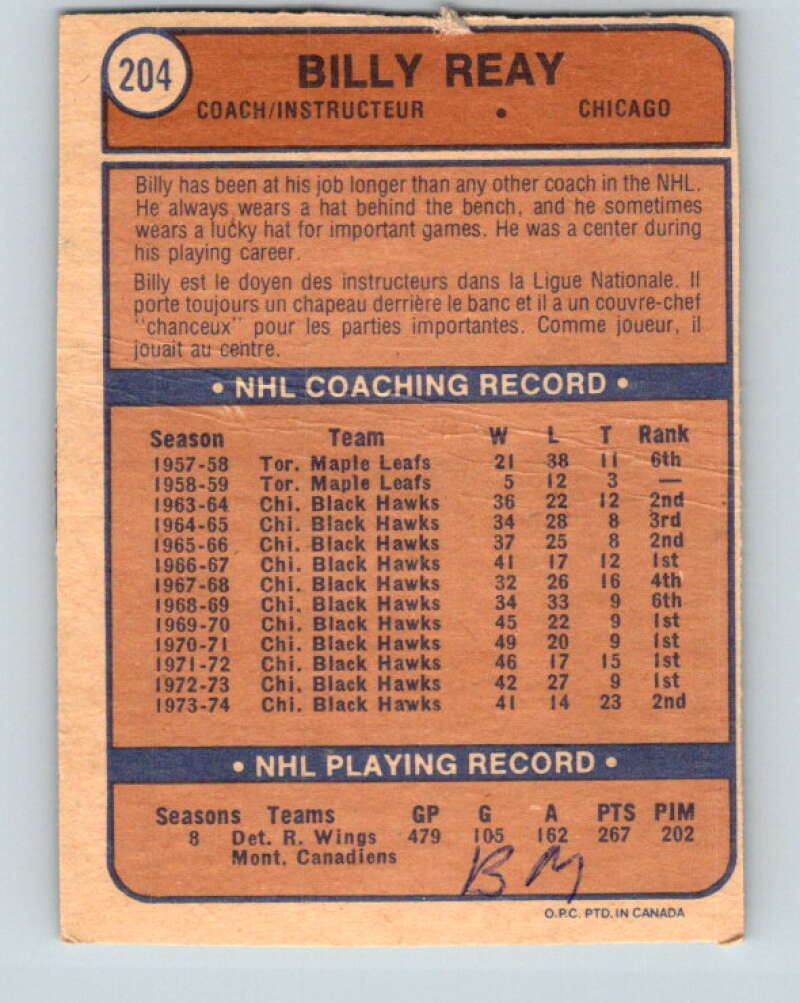 204
BILLY REAY
COACH/INSTRUCTEUR • CHICAGO
Billy has been at his job longer than any other coach in the NHL.
He always wears a hat behind the bench, and he sometimes
wears a lucky hat for important games. He was a center during
his playing career.
Billy est le doyen des instructeurs dans la Ligue Nationale. Il
porte toujours un chapeau derrière le banc et il a un couvre-chef
"chanceux" pour les parties importantes. Comme joueur, il
jouait au centre.
• NHL COACHING RECORD •
Season Team W L T Rank
1957-58 Tor. Maple Leafs 21 38 11 6th
1958-59 Tor. Maple Leafs 5 12 3 —
1963-64 Chi. Black Hawks 36 22 12 2nd
1964-65 Chi. Black Hawks 34 28 8 3rd
1965-66 Chi. Black Hawks 37 25 8 2nd
1966-67 Chi. Black Hawks 41 17 12 1st
1967-68 Chi. Black Hawks 32 26 16 4th
1968-69 Chi. Black Hawks 34 33 9 6th
1969-70 Chi. Black Hawks 45 22 9 1st
1970-71 Chi. Black Hawks 49 20 9 1st
1971-72 Chi. Black Hawks 46 17 15 1st
1972-73 Chi. Black Hawks 42 27 9 1st
1973-74 Chi. Black Hawks 41 14 23 2nd
• NHL PLAYING RECORD •
Seasons Teams GP G A PTS PIM
8 Det. R. Wings 479 105 162 267 202
Mont. Canadiens
BM
O.P.C. PTD. IN CANADA